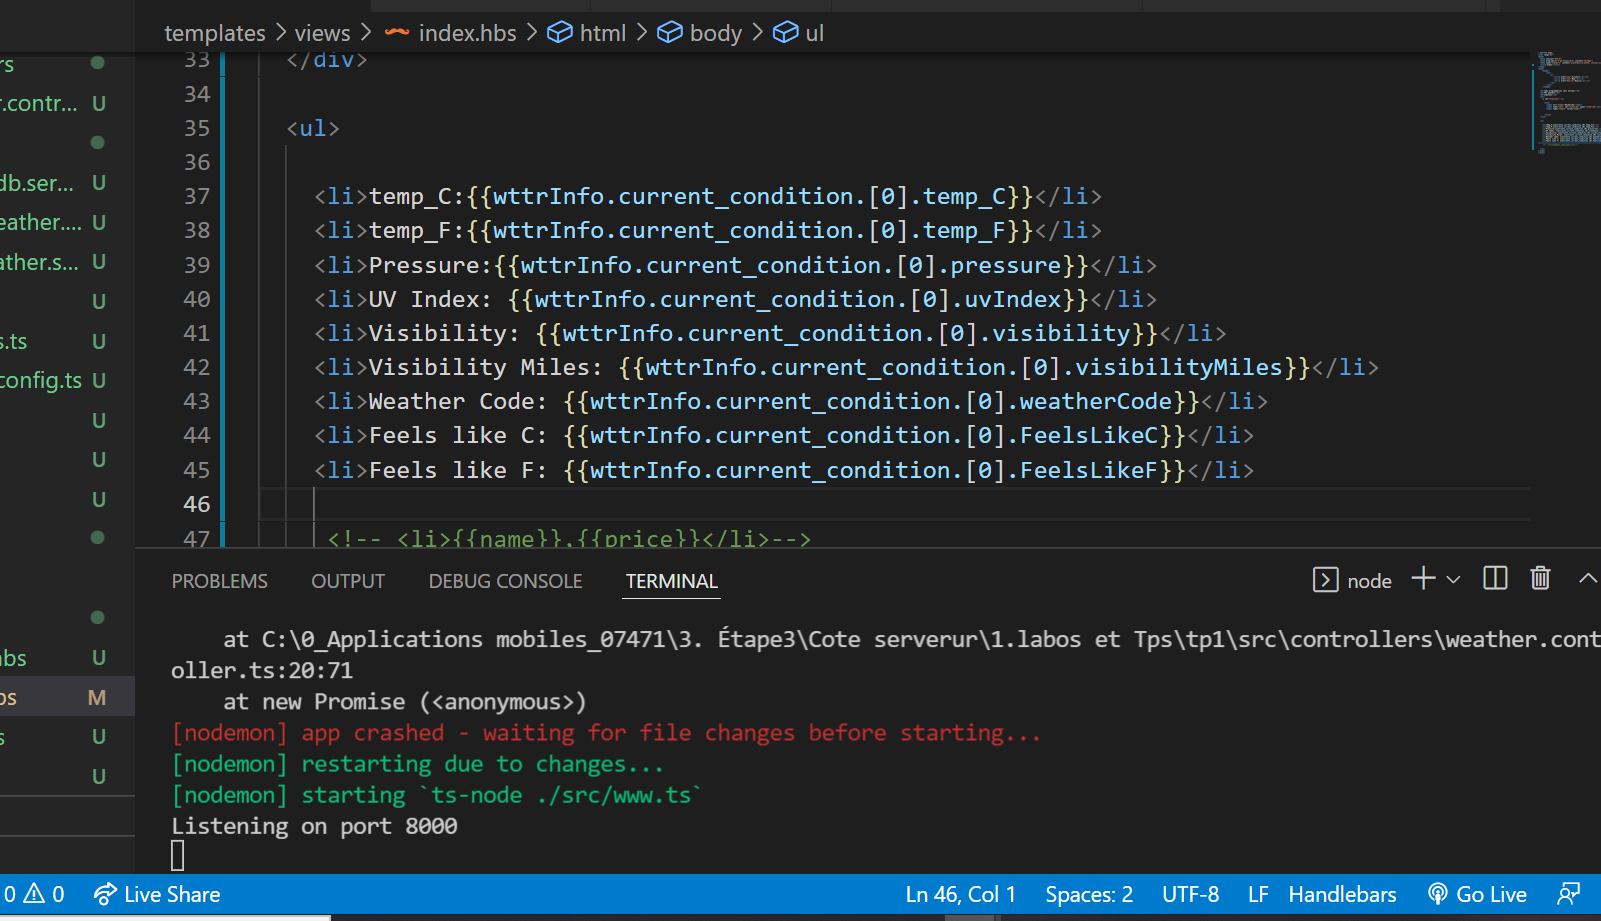 templates > views > index.hbs > html > body > ul
rs
r.contr... U
db.ser... U
eather.... U
ather.s... U
U
s.ts U
config.ts U
U
U
U
abs U
os M
s U
U
33 </div>
34
35 <ul>
36
37 <li>temp_C:{{wttrInfo.current_condition.[0].temp_C}}</li>
38 <li>temp_F:{{wttrInfo.current_condition.[0].temp_F}}</li>
39 <li>Pressure:{{wttrInfo.current_condition.[0].pressure}}</li>
40 <li>UV Index: {{wttrInfo.current_condition.[0].uvIndex}}</li>
41 <li>Visibility: {{wttrInfo.current_condition.[0].visibility}}</li>
42 <li>Visibility Miles: {{wttrInfo.current_condition.[0].visibilityMiles}}</li>
43 <li>Weather Code: {{wttrInfo.current_condition.[0].weatherCode}}</li>
44 <li>Feels like C: {{wttrInfo.current_condition.[0].FeelsLikeC}}</li>
45 <li>Feels like F: {{wttrInfo.current_condition.[0].FeelsLikeF}}</li>
46
47 <!-- <li>{{name}},{{price}}</li>-->
PROBLEMS OUTPUT DEBUG CONSOLE TERMINAL node
at C:\0_Applications mobiles_07471\3. Étape3\Cote serverur\1.labos et Tps\tp1\src\controllers\weather.cont
oller.ts:20:71
at new Promise (<anonymous>)
[nodemon] app crashed - waiting for file changes before starting...
[nodemon] restarting due to changes...
[nodemon] starting `ts-node ./src/www.ts`
Listening on port 8000
0 0 Live Share Ln 46, Col 1 Spaces: 2 UTF-8 LF Handlebars Go Live